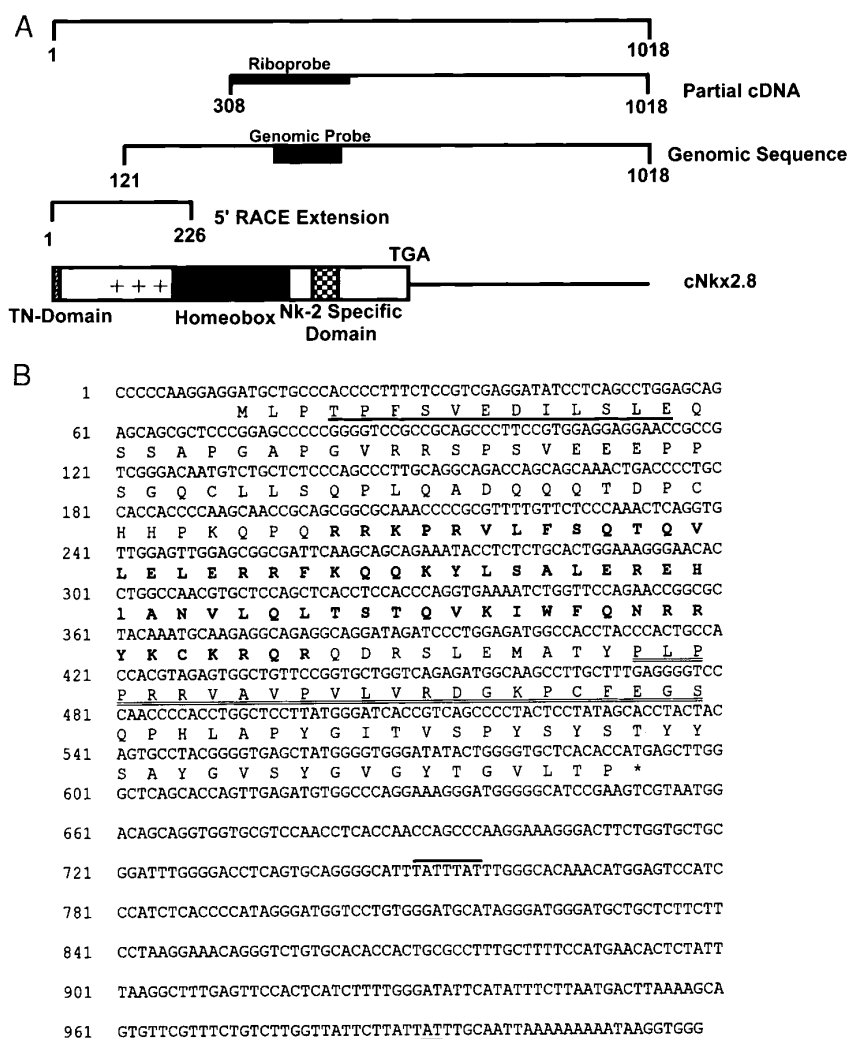 A
1 1018
Riboprobe
308 1018 Partial cDNA
Genomic Probe
121 1018 Genomic Sequence
1 226 5' RACE Extension
TGA
+ + +
cNkx2.8
TN-Domain Homeobox Nk-2 Specific Domain
B
1 CCCCCAAGGAGGATGCTGCCCACCCCTTTCTCCGTCGAGGATATCCTCAGCCTGGAGCAG
M L P T P F S V E D I L S L E Q
61 AGCAGCGCTCCCGGAGCCCCCGGGGTCCGCCGCAGCCCTTCCGTGGAGGAGGAACCGCCG
S S A P G A P G V R R S P S V E E E P P
121 TCGGGACAATGTCTGCTCTCCCAGCCCTTGCAGGCAGACCAGCAGCAAACTGACCCCTGC
S G Q C L L S Q P L Q A D Q Q Q T D P C
181 CACCACCCCAAGCAACCGCAGCGGCGCAAACCCCGCGTTTTGTTCTCCCAAACTCAGGTG
H H P K Q P Q R R K P R V L F S Q T Q V
241 TTGGAGTTGGAGCGGCGATTCAAGCAGCAGAAATACCTCTCTGCACTGGAAAGGGAACAC
L E L E R R F K Q Q K Y L S A L E R E H
301 CTGGCCAACGTGCTCCAGCTCACCTCCACCCAGGTGAAAATCTGGTTCCAGAACCGGCGC
l A N V L Q L T S T Q V K I W F Q N R R
361 TACAAATGCAAGAGGCAGAGGCAGGATAGATCCCTGGAGATGGCCACCTACCCACTGCCA
Y K C K R Q R Q D R S L E M A T Y P L P
421 CCACGTAGAGTGGCTGTTCCGGTGCTGGTCAGAGATGGCAAGCCTTGCTTTGAGGGGTCC
P R R V A V P V L V R D G K P C F E G S
481 CAACCCCACCTGGCTCCTTATGGGATCACCGTCAGCCCCTACTCCTATAGCACCTACTAC
Q P H L A P Y G I T V S P Y S Y S T Y Y
541 AGTGCCTACGGGGTGAGCTATGGGGTGGGATATACTGGGGTGCTCACACCATGAGCTTGG
S A Y G V S Y G V G Y T G V L T P *
601 GCTCAGCACCAGTTGAGATGTGGCCCAGGAAAGGGATGGGGGCATCCGAAGTCGTAATGG
661 ACAGCAGGTGGTGCGTCCAACCTCACCAACCAGCCCAAGGAAAGGGACTTCTGGTGCTGC
721 GGATTTGGGGACCTCAGTGCAGGGGCATTTATTTATTTGGGCACAAACATGGAGTCCATC
781 CCATCTCACCCCATAGGGATGGTCCTGTGGGATGCATAGGGATGGGATGCTGCTCTTCTT
841 CCTAAGGAAACAGGGTCTGTGCACACCACTGCGCCTTTGCTTTTCCATGAACACTCTATT
901 TAAGGCTTTGAGTTCCACTCATCTTTTGGGATATTCATATTTCTTAATGACTTAAAAGCA
961 GTGTTCGTTTCTGTCTTGGTTATTCTTATTATTTGCAATTAAAAAAAAATAAGGTGGG